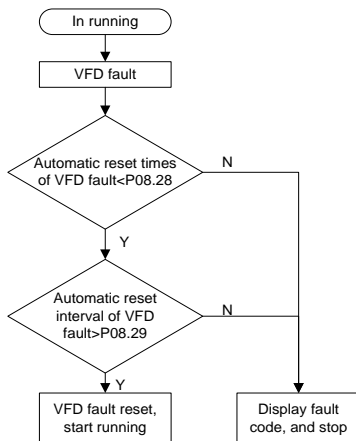 In running
VFD fault
Automatic reset times
of VFD fault<P08.28
N
Y
Automatic reset
interval of VFD
fault>P08.29
N
Y
VFD fault reset,
start running
Display fault
code, and stop